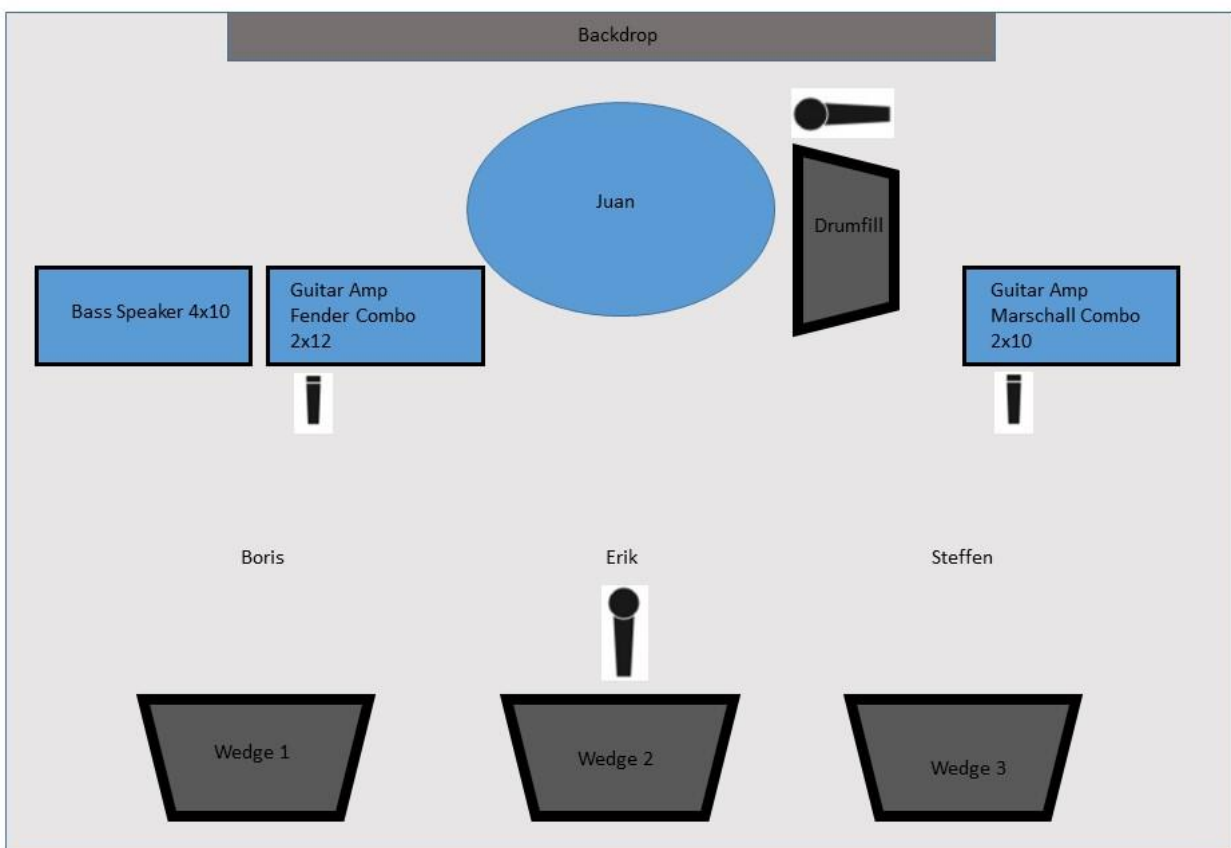 Backdrop
Juan
Drumfill
Bass Speaker 4x10
Guitar Amp
Fender Combo
2x12
Guitar Amp
Marschall Combo
2x10
Boris
Erik
Steffen
Wedge 1
Wedge 2
Wedge 3